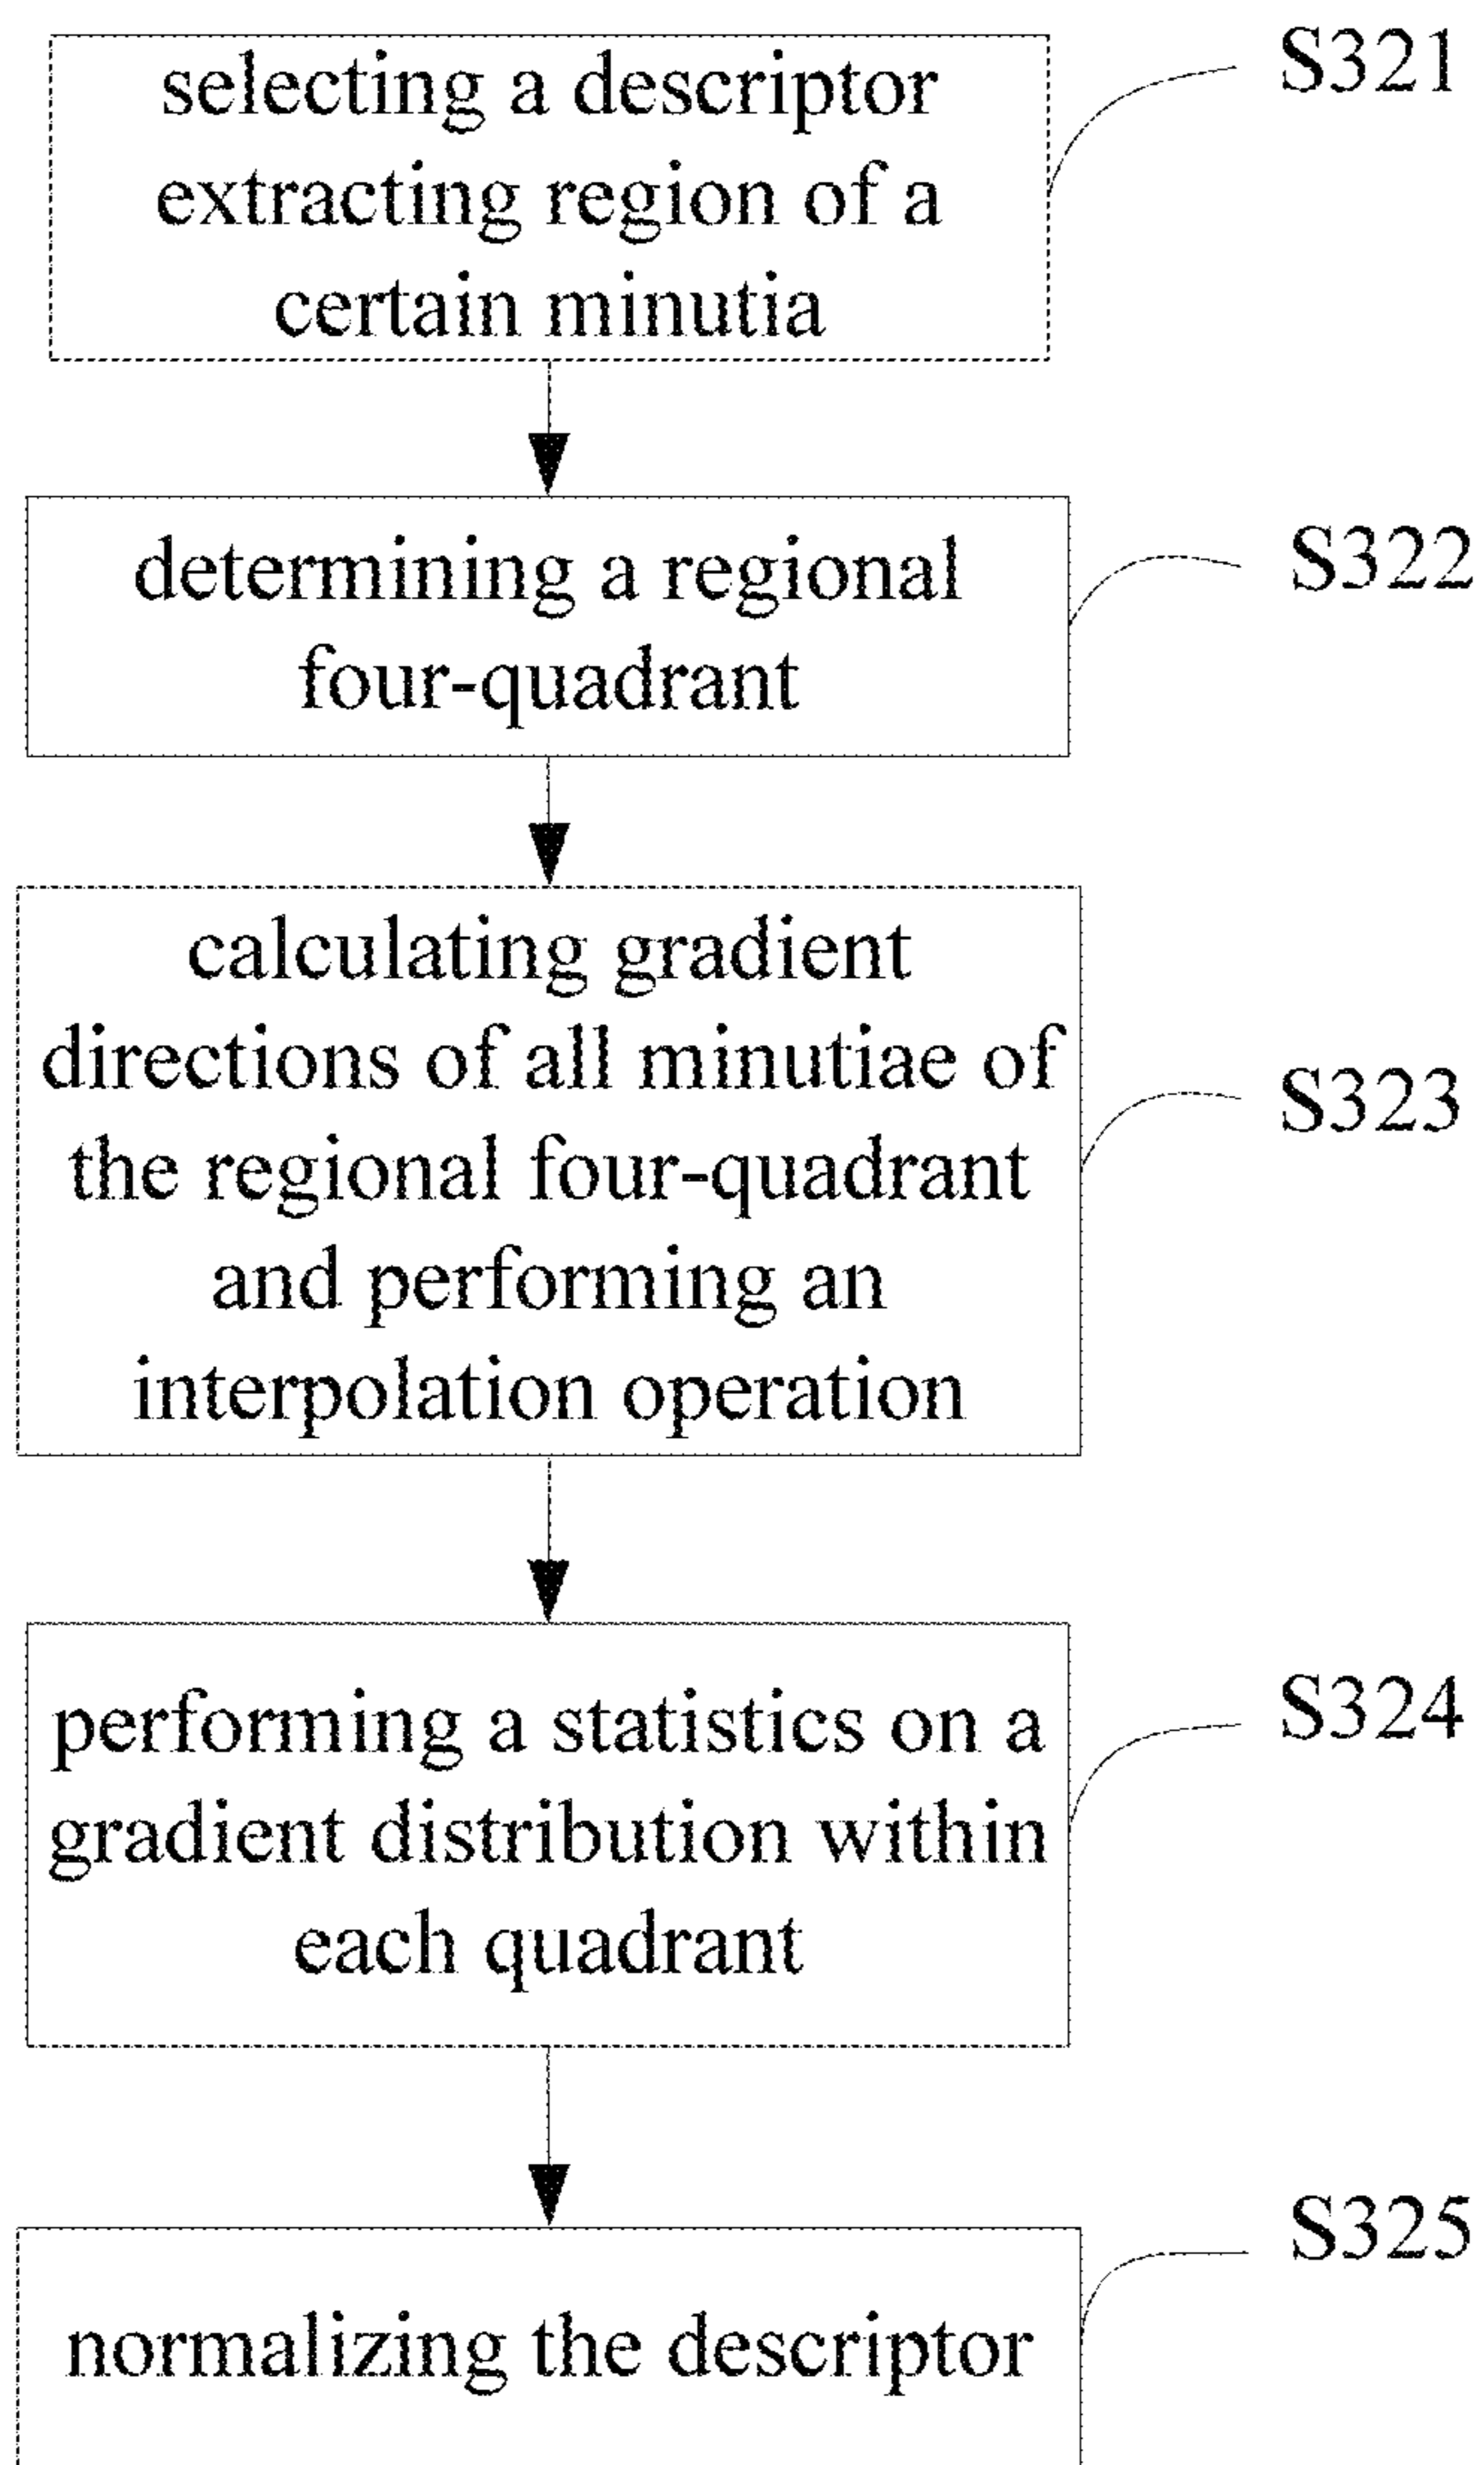 selecting a descriptor
extracting region of a
certain minutia
S321
determining a regional
four-quadrant
S322
calculating gradient
directions of all minutiae of
the regional four-quadrant
and performing an
interpolation operation
S323
performing a statistics on a
gradient distribution within
each quadrant
S324
normalizing the descriptor
S325